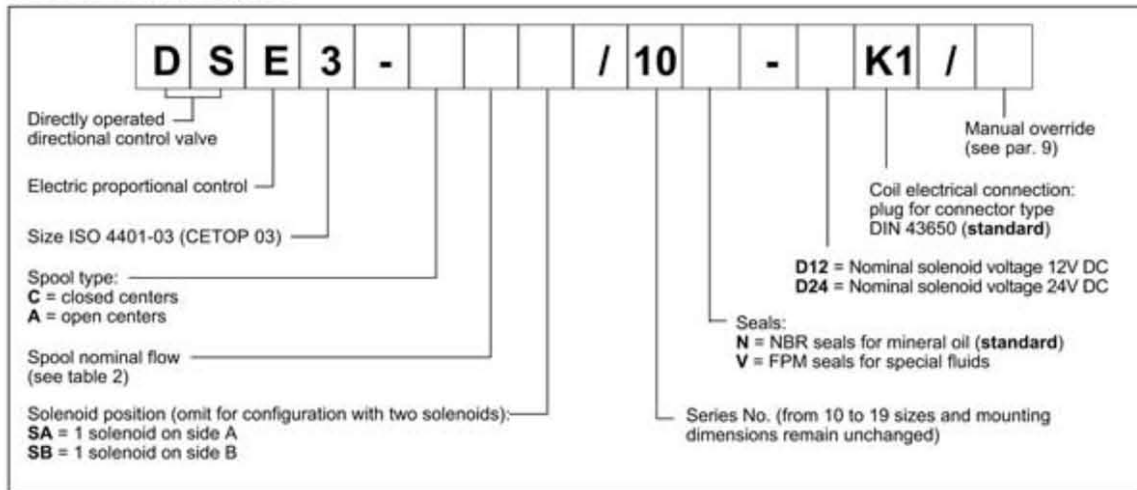 DSE3- / 10 - K1 /
Directly operated
directional control valve
Manual override
(see par. 9)
Electric proportional control
Coil electrical connection:
plug for connector type
DIN 43650 (standard)
Size ISO 4401-03 (CETOP 03)
D12 = Nominal solenoid voltage 12V DC
D24 = Nominal solenoid voltage 24V DC
Spool type:
C = closed centers
A = open centers
Seals:
N = NBR seals for mineral oil (standard)
V = FPM seals for special fluids
Spool nominal flow
(see table 2)
Solenoid position (omit for configuration with two solenoids):
SA = 1 solenoid on side A
SB = 1 solenoid on side B
Series No. (from 10 to 19 sizes and mounting
dimensions remain unchanged)